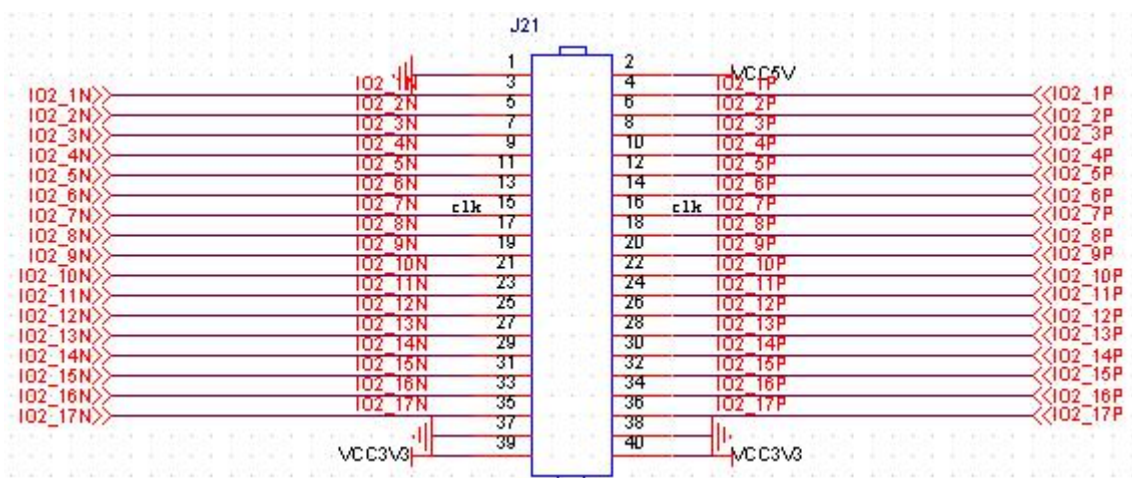 J21
1 2
VCC5V
IO2_1N 3 4 IO2_1P
IO2_1N IO2_1P
IO2_2N 5 6 IO2_2P
IO2_2N IO2_2P
IO2_3N 7 8 IO2_3P
IO2_3N IO2_3P
IO2_4N 9 10 IO2_4P
IO2_4N IO2_4P
IO2_5N 11 12 IO2_5P
IO2_5N IO2_5P
IO2_6N 13 14 IO2_6P
IO2_6N IO2_6P
IO2_7N clk 15 16 clk IO2_7P
IO2_7N IO2_7P
IO2_8N 17 18 IO2_8P
IO2_8N IO2_8P
IO2_9N 19 20 IO2_9P
IO2_9N IO2_9P
IO2_10N 21 22 IO2_10P
IO2_10N IO2_10P
IO2_11N 23 24 IO2_11P
IO2_11N IO2_11P
IO2_12N 25 26 IO2_12P
IO2_12N IO2_12P
IO2_13N 27 28 IO2_13P
IO2_13N IO2_13P
IO2_14N 29 30 IO2_14P
IO2_14N IO2_14P
IO2_15N 31 32 IO2_15P
IO2_15N IO2_15P
IO2_16N 33 34 IO2_16P
IO2_16N IO2_16P
IO2_17N 35 36 IO2_17P
IO2_17N IO2_17P
37 38
39 40
VCC3V3 VCC3V3